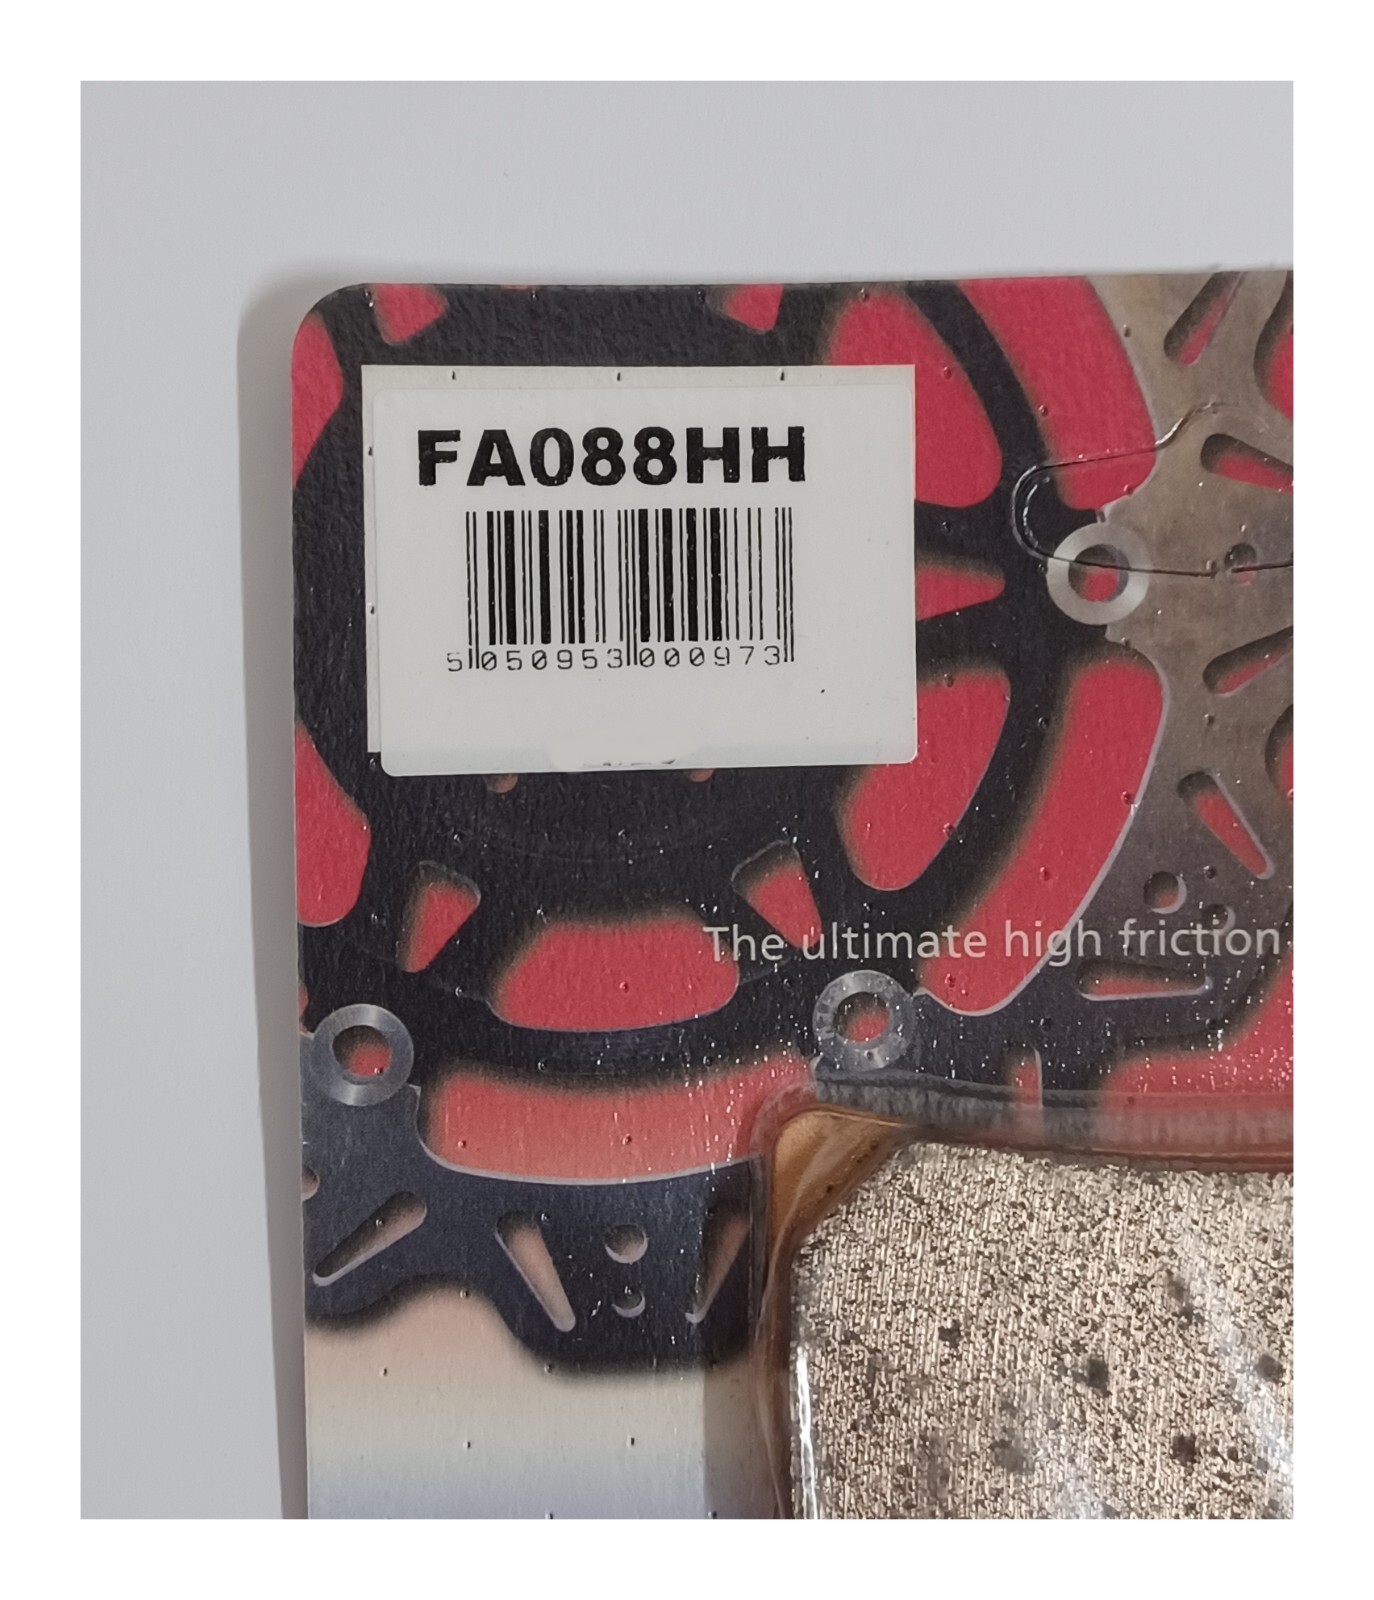 FA088HH
5 050953 000973
The ultimate high friction